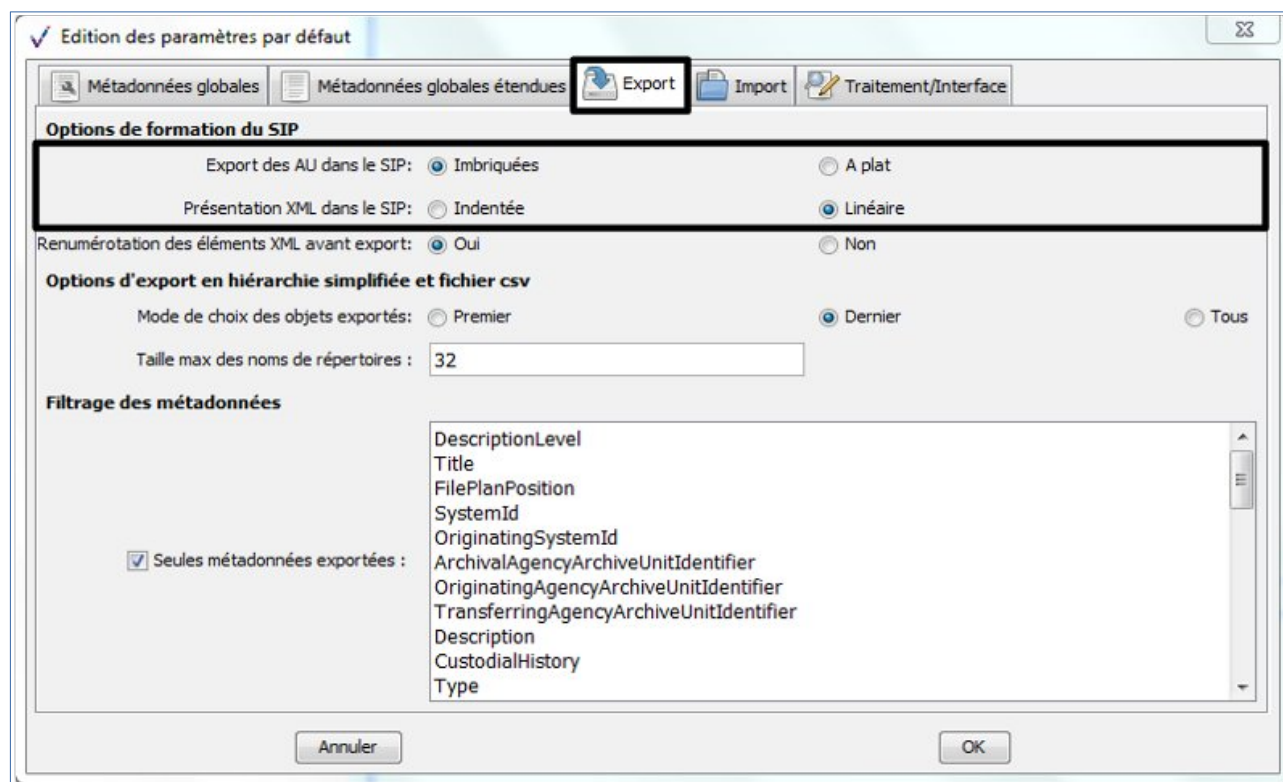 Edition des paramètres par défaut
Métadonnées globales Métadonnées globales étendues Export Import Traitement/Interface
Options de formation du SIP
Export des AU dans le SIP: Imbriquées A plat
Présentation XML dans le SIP: Indentée Linéaire
Renumérotation des éléments XML avant export: Oui Non
Options d'export en hiérarchie simplifiée et fichier csv
Mode de choix des objets exportés: Premier Dernier Tous
Taille max des noms de répertoires : 32
Filtrage des métadonnées
DescriptionLevel
Title
FilePlanPosition
SystemId
OriginatingSystemId
Seules métadonnées exportées : ArchivalAgencyArchiveUnitIdentifier
OriginatingAgencyArchiveUnitIdentifier
TransferringAgencyArchiveUnitIdentifier
Description
CustodialHistory
Type
Annuler OK